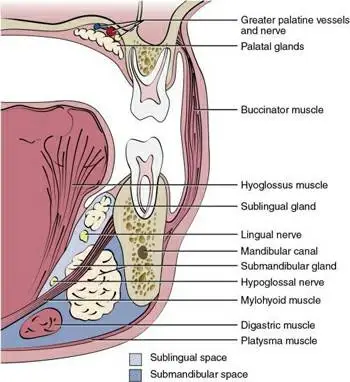 Greater palatine vessels
and nerve
Palatal glands
Buccinator muscle
Hyoglossus muscle
Sublingual gland
Lingual nerve
Mandibular canal
Submandibular gland
Hypoglossal nerve
Mylohyoid muscle
Digastric muscle
Platysma muscle
Sublingual space
Submandibular space